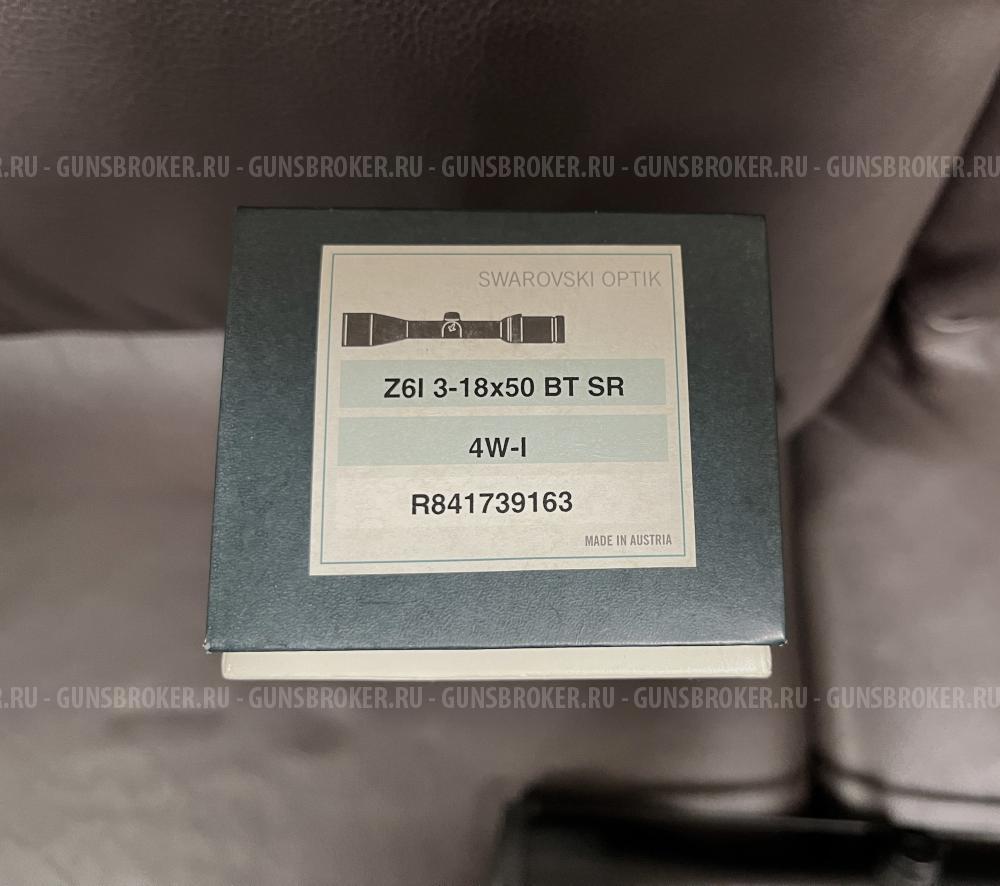 .RU - GUNSBROKER.RU - GUNSBROKER.RU - GUNSBROKER.RU - GUNSBROKER.RU - GUNSBROKER.RU
SWAROVSKI OPTIK
Z6I 3-18x50 BT SR
4W-I
R841739163
MADE IN AUSTRIA
.RU - GUNSBROKER.RU - GUNSBROKER.RU - GUNSBROKER.RU - GUNSBROKER.RU - GUNSBROKER.RU